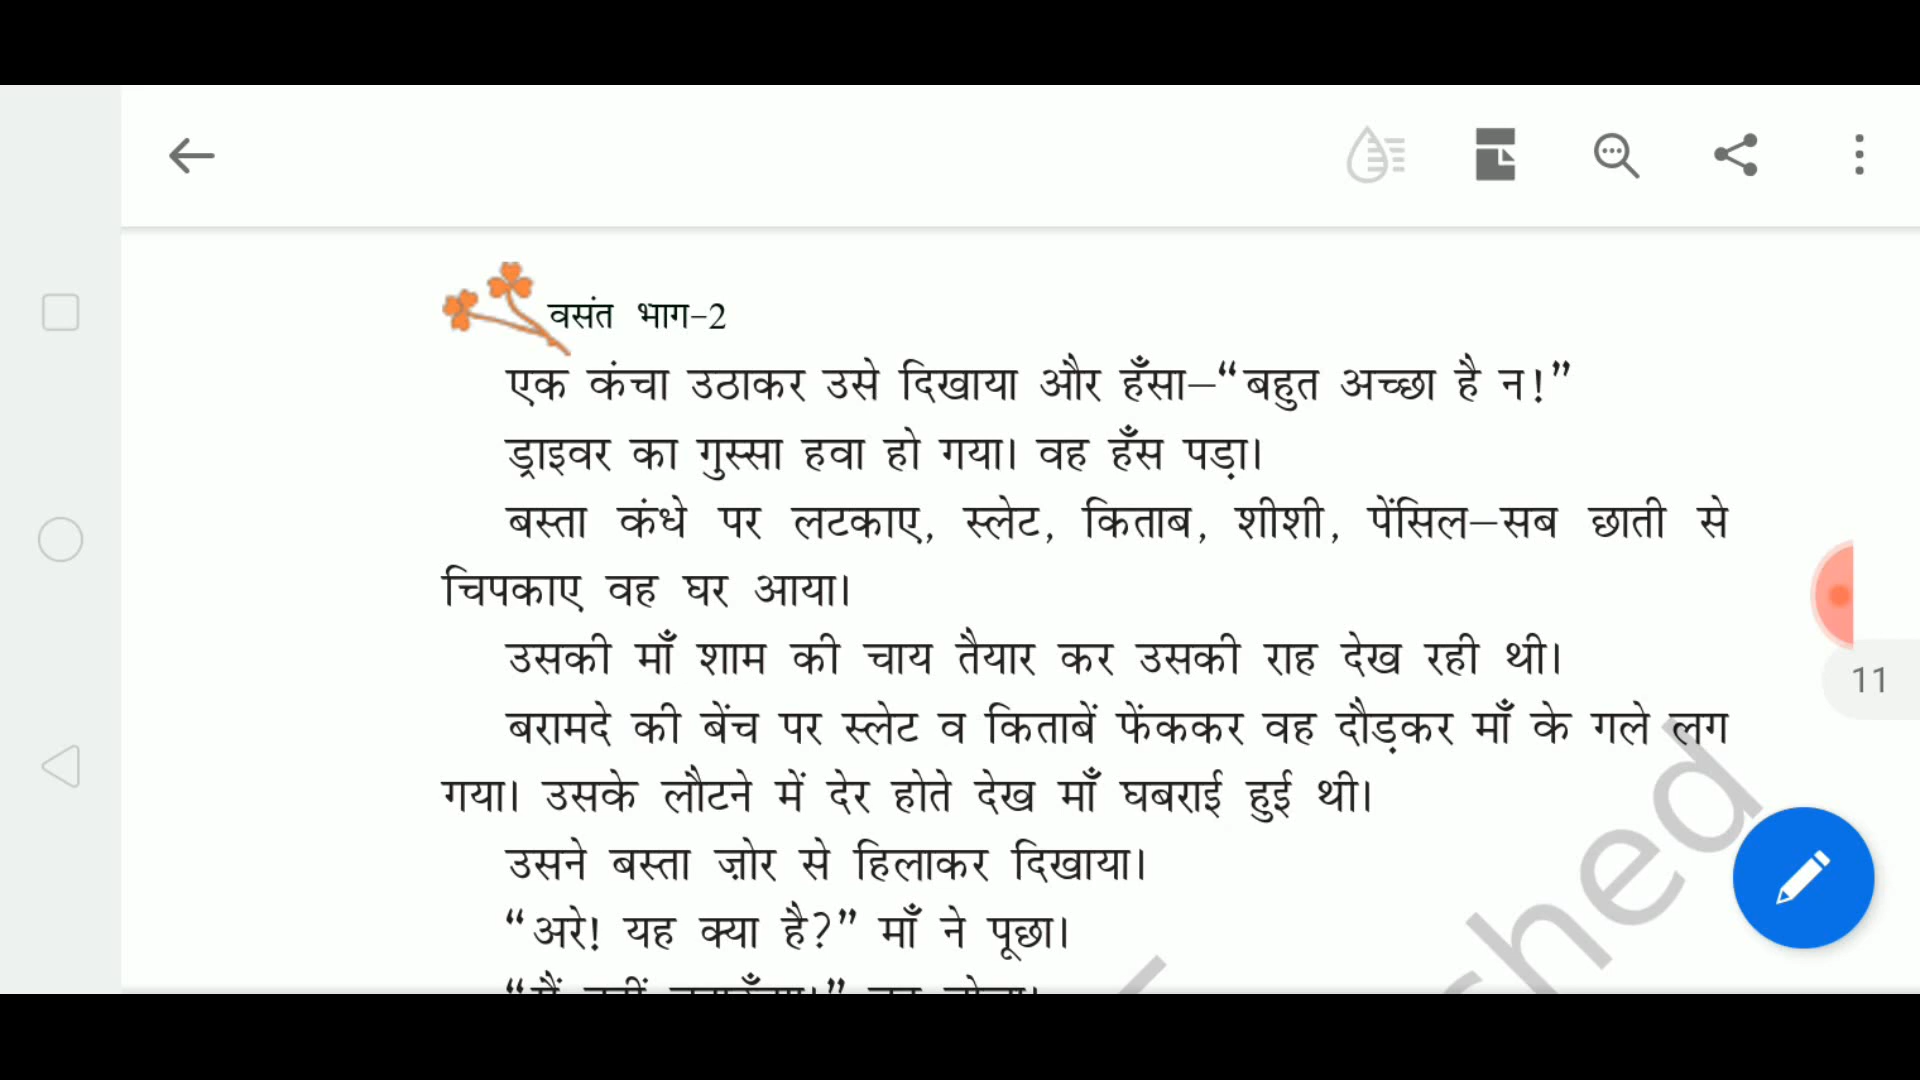 वसंत भाग-2
एक कंचा उठाकर उसे दिखाया और हँसा–“बहुत अच्छा है न!”
ड्राइवर का गुस्सा हवा हो गया। वह हँस पड़ा।
बस्ता कंधे पर लटकाए, स्लेट, किताब, शीशी, पेंसिल–सब छाती से
चिपकाए वह घर आया।
उसकी माँ शाम की चाय तैयार कर उसकी राह देख रही थी।
11
बरामदे की बेंच पर स्लेट व किताबें फेंककर वह दौड़कर माँ के गले लग
गया। उसके लौटने में देर होते देख माँ घबराई हुई थी।
उसने बस्ता ज़ोर से हिलाकर दिखाया।
“अरे! यह क्या है?” माँ ने पूछा।
shed